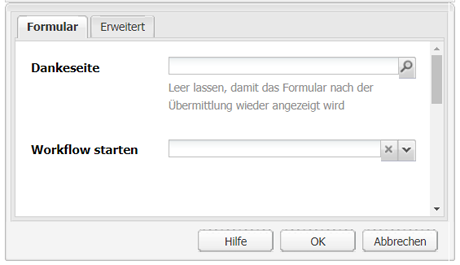 Formular Erweitert
Dankeseite
Leer lassen, damit das Formular nach der
Übermittlung wieder angezeigt wird
Workflow starten
Hilfe OK Abbrechen